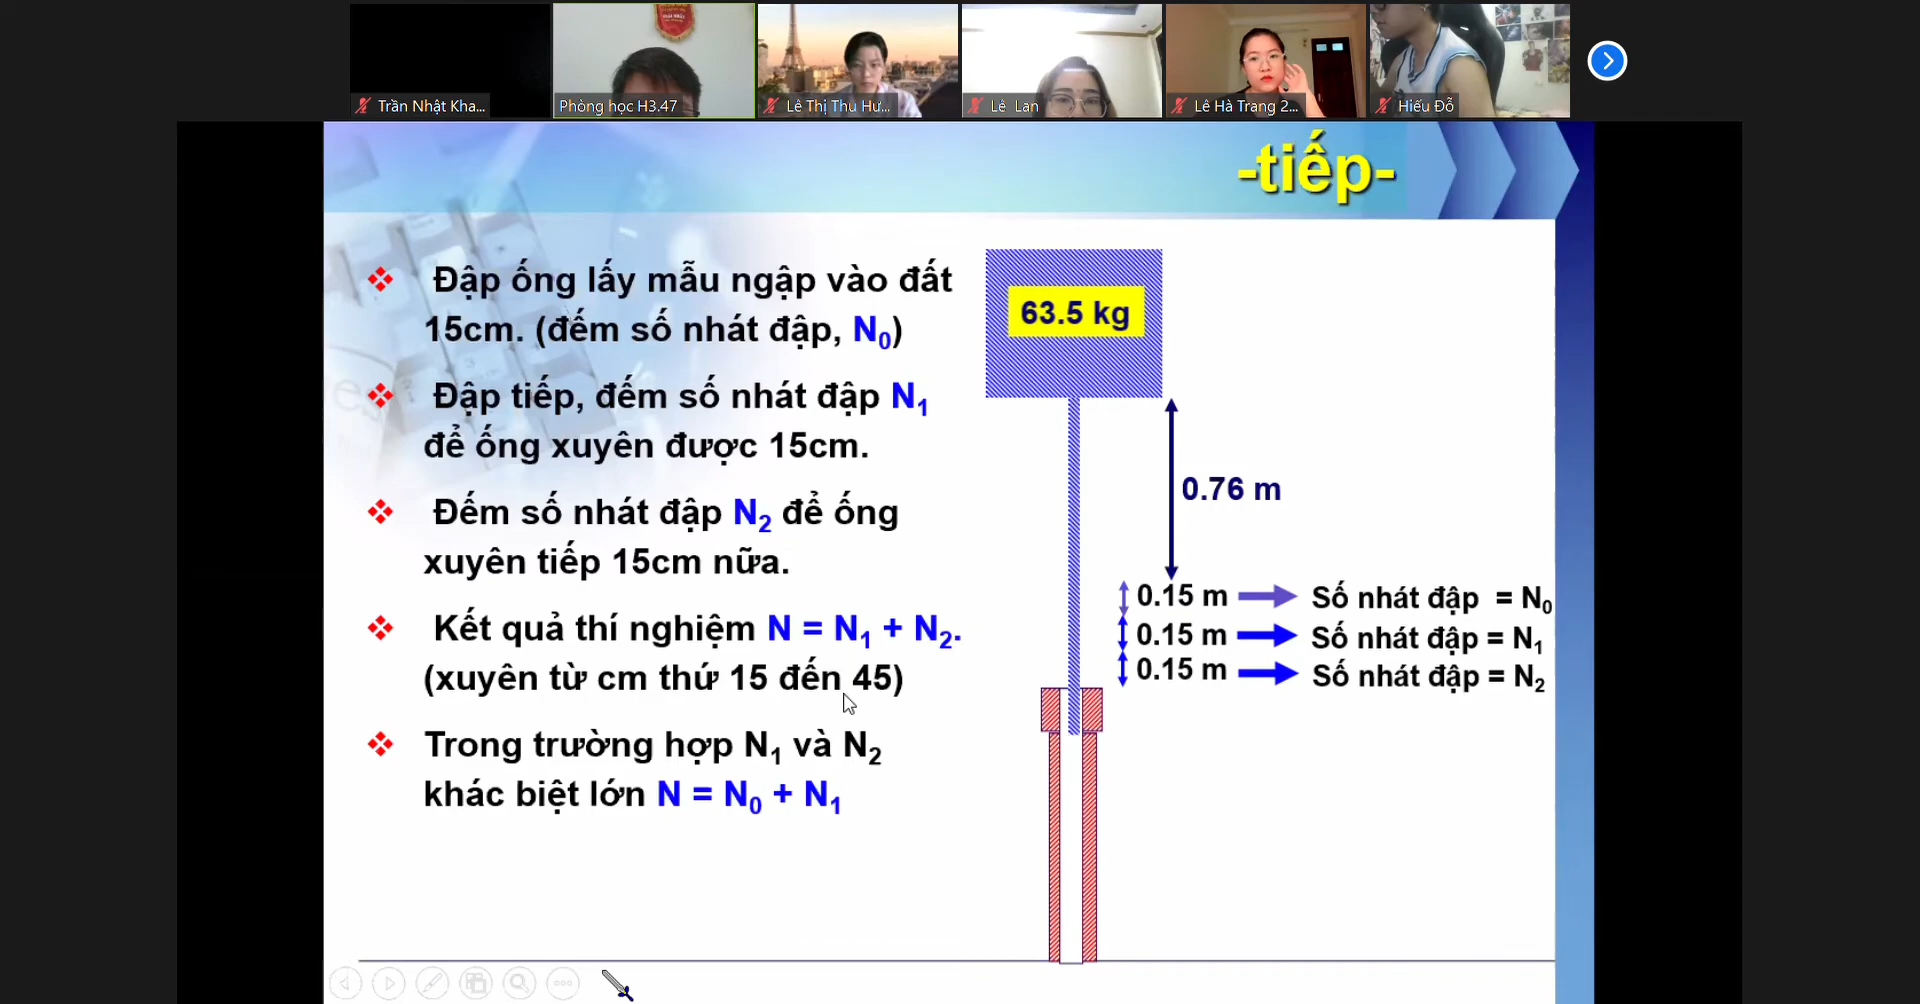 Trần Nhật Kha...
Phòng học H3.47
Lê Thị Thu Hư...
Lê Lan
Lê Hà Trang 2...
Hiếu Đỗ
-tiếp-
Đập ống lấy mẫu ngập vào đất
15cm. (đếm số nhát đập, N₀)
Đập tiếp, đếm số nhát đập N₁
để ống xuyên được 15cm.
Đếm số nhát đập N₂ để ống
xuyên tiếp 15cm nữa.
Kết quả thí nghiệm N = N₁ + N₂.
(xuyên từ cm thứ 15 đến 45)
Trong trường hợp N₁ và N₂
khác biệt lớn N = N₀ + N₁
63.5 kg
0.76 m
0.15 m Số nhát đập = N₀
0.15 m Số nhát đập = N₁
0.15 m Số nhát đập = N₂